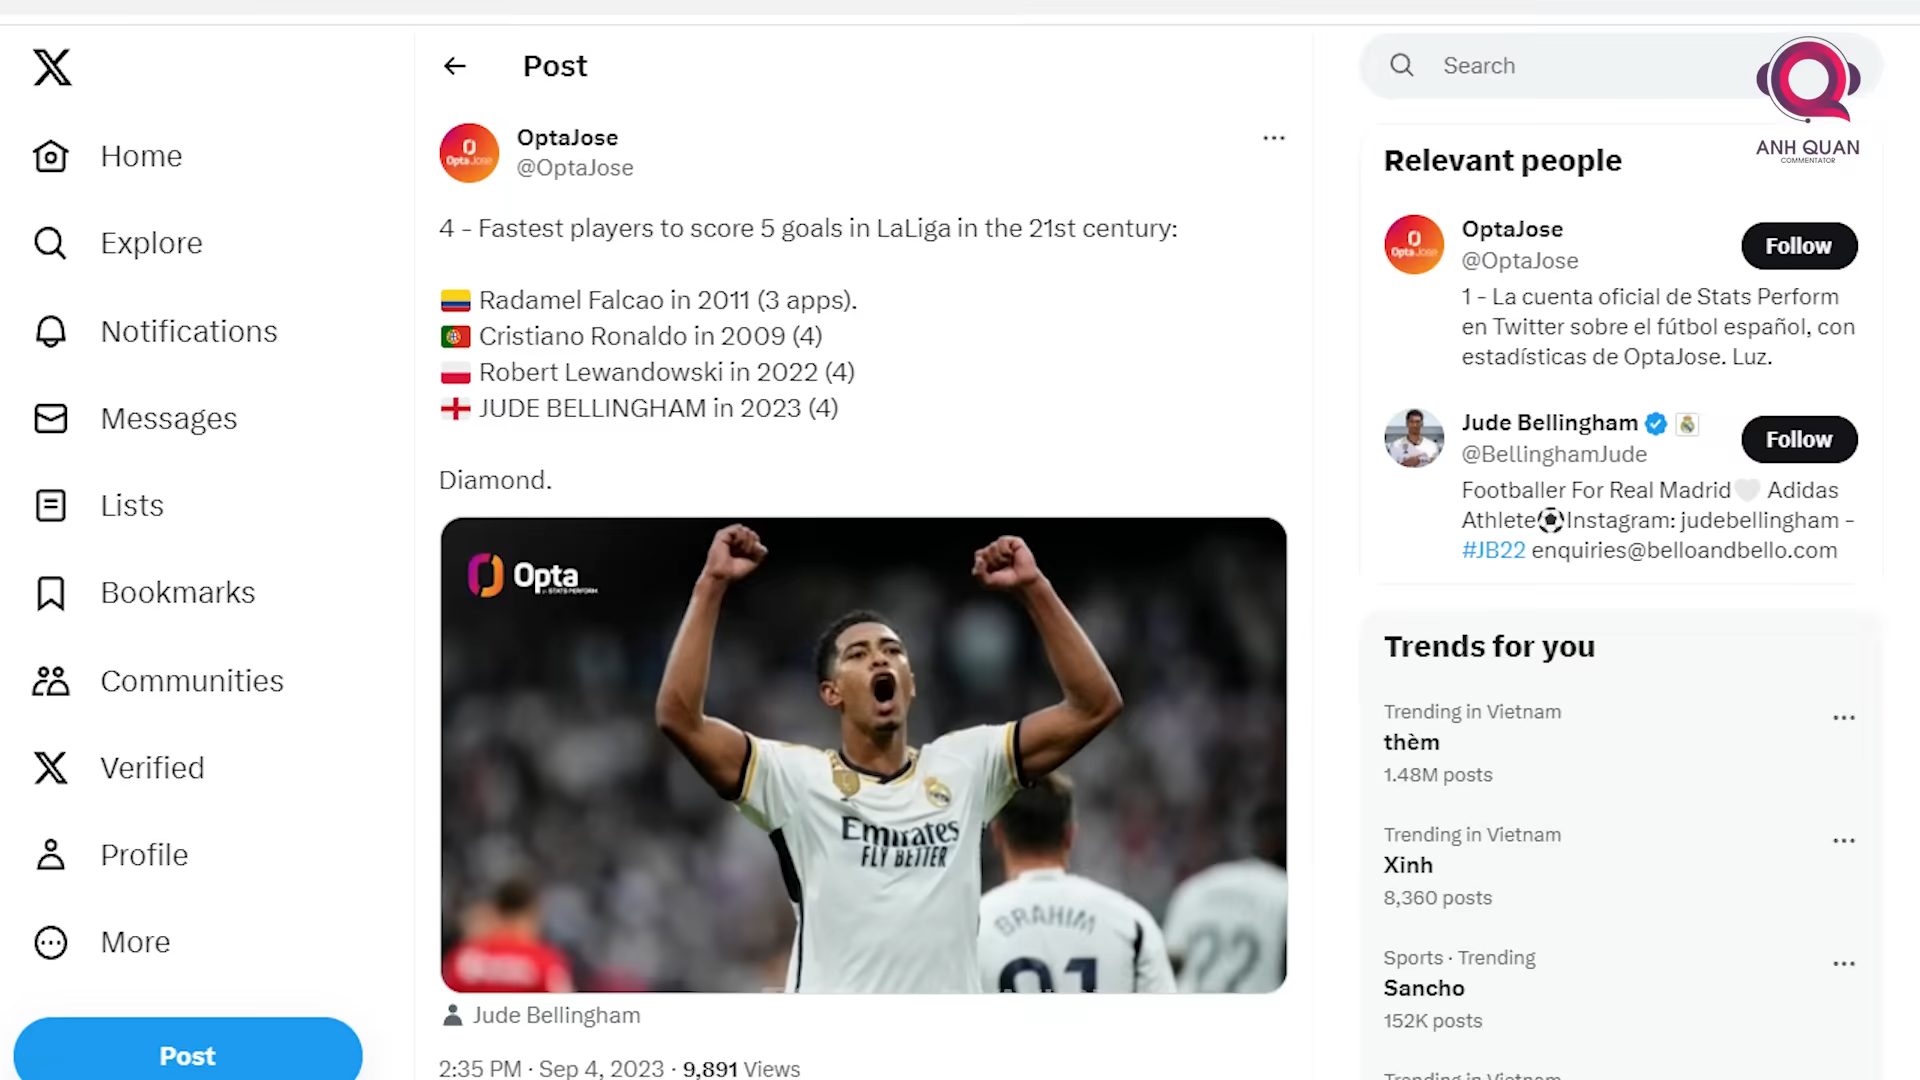 Home
Explore
Notifications
Messages
Lists
Bookmarks
Communities
Verified
Profile
More
Post
Post
OptaJose
@OptaJose
4 - Fastest players to score 5 goals in LaLiga in the 21st century:
Radamel Falcao in 2011 (3 apps).
Cristiano Ronaldo in 2009 (4)
Robert Lewandowski in 2022 (4)
JUDE BELLINGHAM in 2023 (4)
Diamond.
Opta
BY STATS PERFORM
Emirates
FLY BETTER
BRAHIM
21
22
Jude Bellingham
2:35 PM · Sep 4, 2023 · 9,891 Views
Search
ANH QUAN
COMMENTATOR
Relevant people
OptaJose
@OptaJose
Follow
1 - La cuenta oficial de Stats Perform
en Twitter sobre el fútbol español, con
estadísticas de OptaJose. Luz.
Jude Bellingham
@BellinghamJude
Follow
Footballer For Real Madrid🤍 Adidas
Athlete⚽Instagram: judebellingham -
#JB22 enquiries@belloandbello.com
Trends for you
Trending in Vietnam
thèm
1.48M posts
Trending in Vietnam
Xinh
8,360 posts
Sports · Trending
Sancho
152K posts
Trending in Vietnam